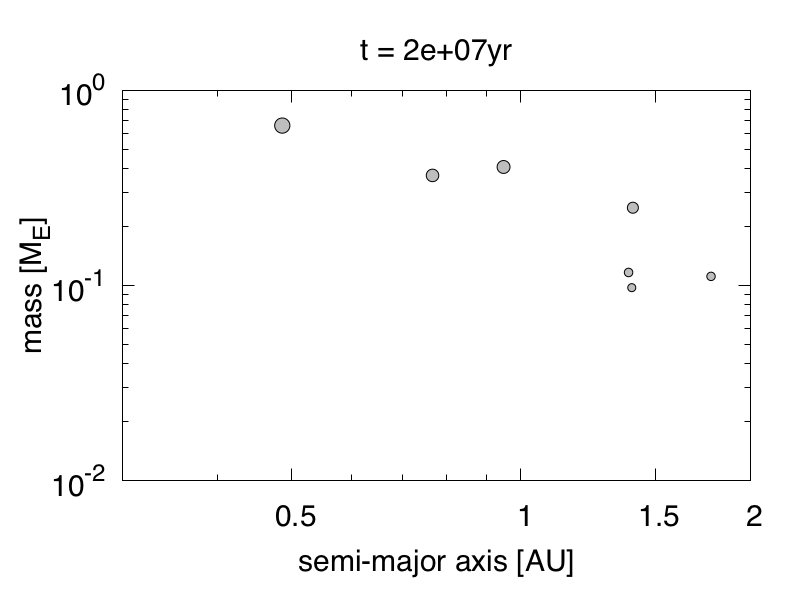 t = 2e+07yr
10^0
10^-1
10^-2
mass [M_E]
0.5 1 1.5 2
semi-major axis [AU]